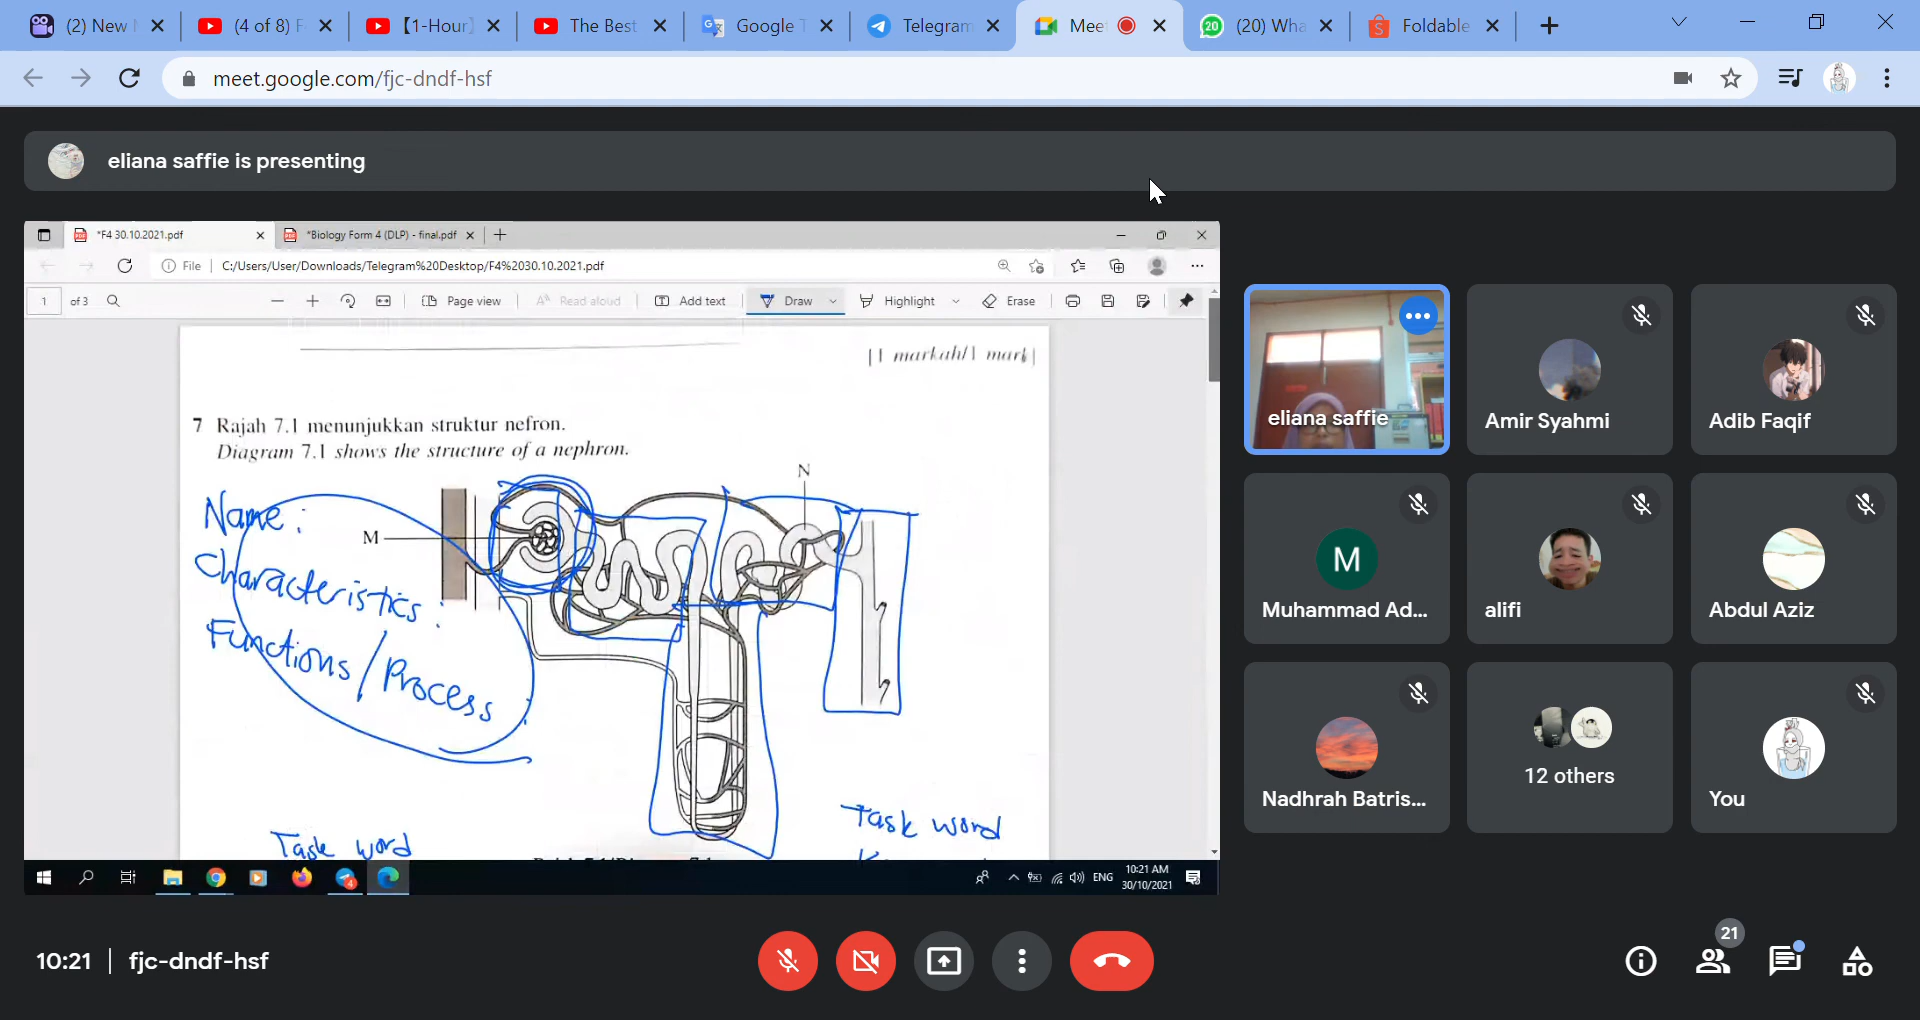 (2) New
(4 of 8) F
【1-Hour】
The Best
Google T
Telegram
Meet
(20) Wha
Foldable
meet.google.com/fjc-dndf-hsf
eliana saffie is presenting
*F4 30.10.2021.pdf
*Biology Form 4 (DLP) - final.pdf
File
C:/Users/User/Downloads/Telegram%20Desktop/F4%2030.10.2021.pdf
1 of 3
Page view
Read aloud
Add text
Draw
Highlight
Erase
[1 markah/1 mark]
7 Rajah 7.1 menunjukkan struktur nefron.
Diagram 7.1 shows the structure of a nephron.
N
Name :
M
Characteristics :
Functions / Process
Task word
Task word
ENG
10:21 AM
30/10/2021
4
eliana saffie
Amir Syahmi
Adib Faqif
M
Muhammad Ad...
alifi
Abdul Aziz
Nadhrah Batris...
12 others
You
10:21 | fjc-dndf-hsf
21